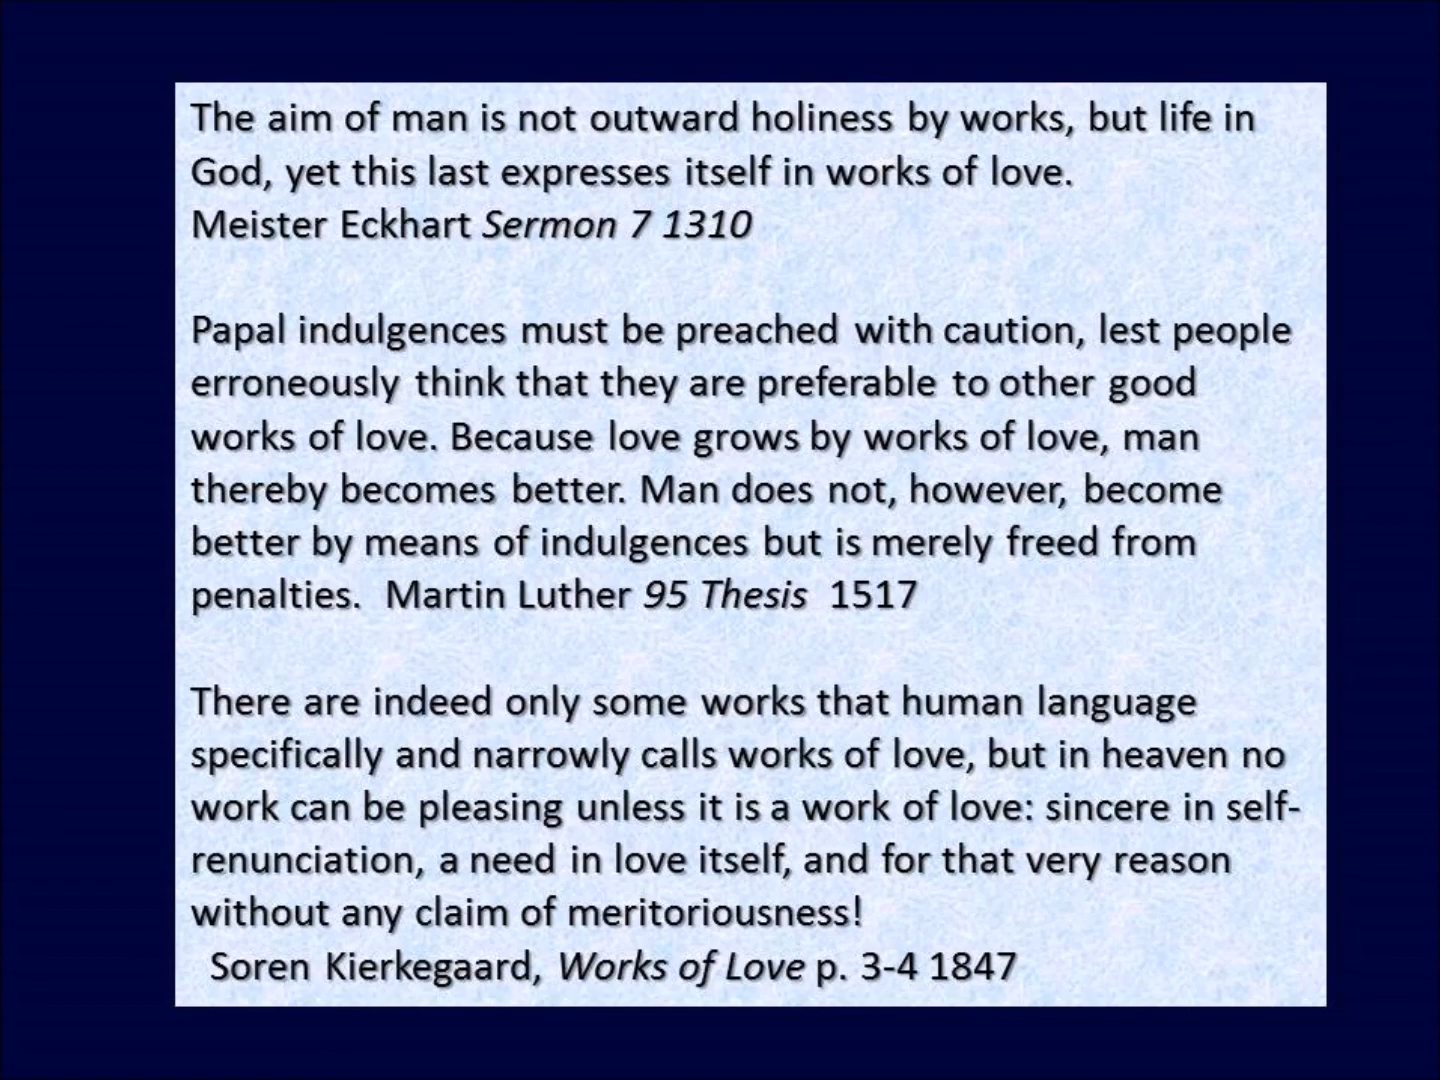 The aim of man is not outward holiness by works, but life in
God, yet this last expresses itself in works of love.
Meister Eckhart Sermon 7 1310
Papal indulgences must be preached with caution, lest people
erroneously think that they are preferable to other good
works of love. Because love grows by works of love, man
thereby becomes better. Man does not, however, become
better by means of indulgences but is merely freed from
penalties. Martin Luther 95 Thesis 1517
There are indeed only some works that human language
specifically and narrowly calls works of love, but in heaven no
work can be pleasing unless it is a work of love: sincere in self-
renunciation, a need in love itself, and for that very reason
without any claim of meritoriousness!
Soren Kierkegaard, Works of Love p. 3-4 1847